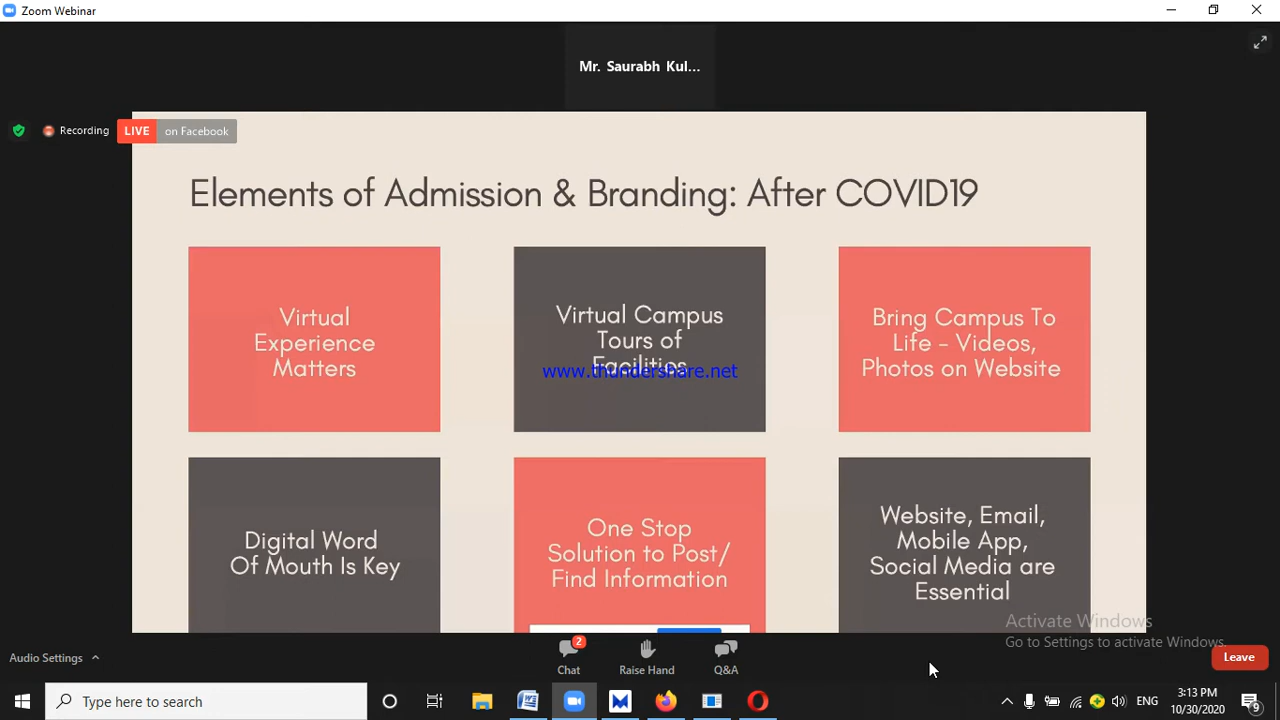 Zoom Webinar
Mr. Saurabh Kul...
Recording
LIVE on Facebook
Elements of Admission & Branding: After COVID19
Virtual
Experience
Matters
Virtual Campus
Tours of
Facilities
www.thundershare.net
Bring Campus To
Life - Videos,
Photos on Website
Digital Word
Of Mouth Is Key
One Stop
Solution to Post/
Find Information
Website, Email,
Mobile App,
Social Media are
Essential
Activate Windows
Go to Settings to activate Windows.
Audio Settings
2
Chat
Raise Hand
Q&A
Leave
Type here to search
ENG
3:13 PM
10/30/2020
9